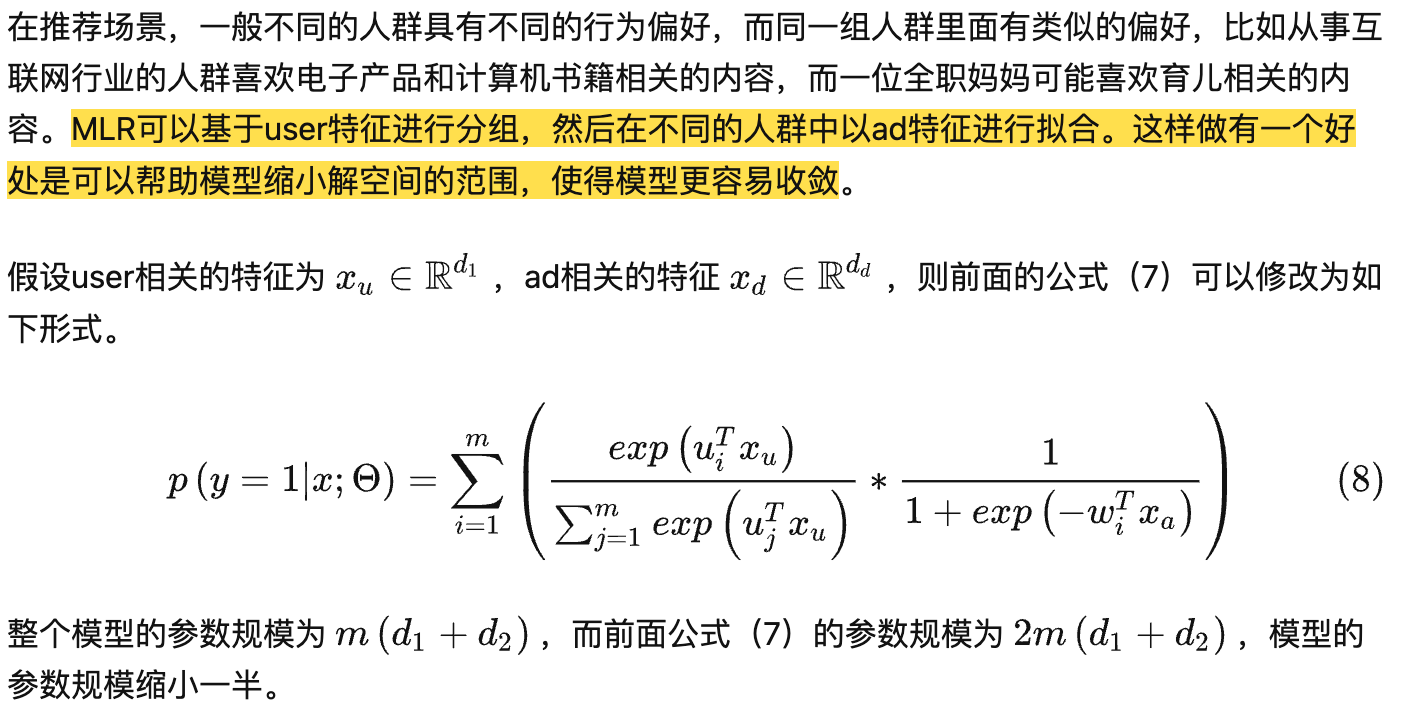 在推荐场景，一般不同的人群具有不同的行为偏好，而同一组人群里面有类似的偏好，比如从事互
联网行业的人群喜欢电子产品和计算机书籍相关的内容，而一位全职妈妈可能喜欢育儿相关的内
容。MLR可以基于user特征进行分组，然后在不同的人群中以ad特征进行拟合。这样做有一个好
处是可以帮助模型缩小解空间的范围，使得模型更容易收敛。
假设user相关的特征为 $x_u \in \mathbb{R}^{d_1}$ ，ad相关的特征 $x_d \in \mathbb{R}^{d_d}$ ，则前面的公式（7）可以修改为如
下形式。
$p\left(y=1|x;\Theta\right)=\sum_{i=1}^{m}\left(\frac{exp\left(u_i^T x_u\right)}{\sum_{j=1}^{m} exp\left(u_j^T x_u\right)} * \frac{1}{1+exp\left(-w_i^T x_a\right)}\right) \quad (8)$
整个模型的参数规模为 $m\left(d_1+d_2\right)$ ，而前面公式（7）的参数规模为 $2m\left(d_1+d_2\right)$ ，模型的
参数规模缩小一半。